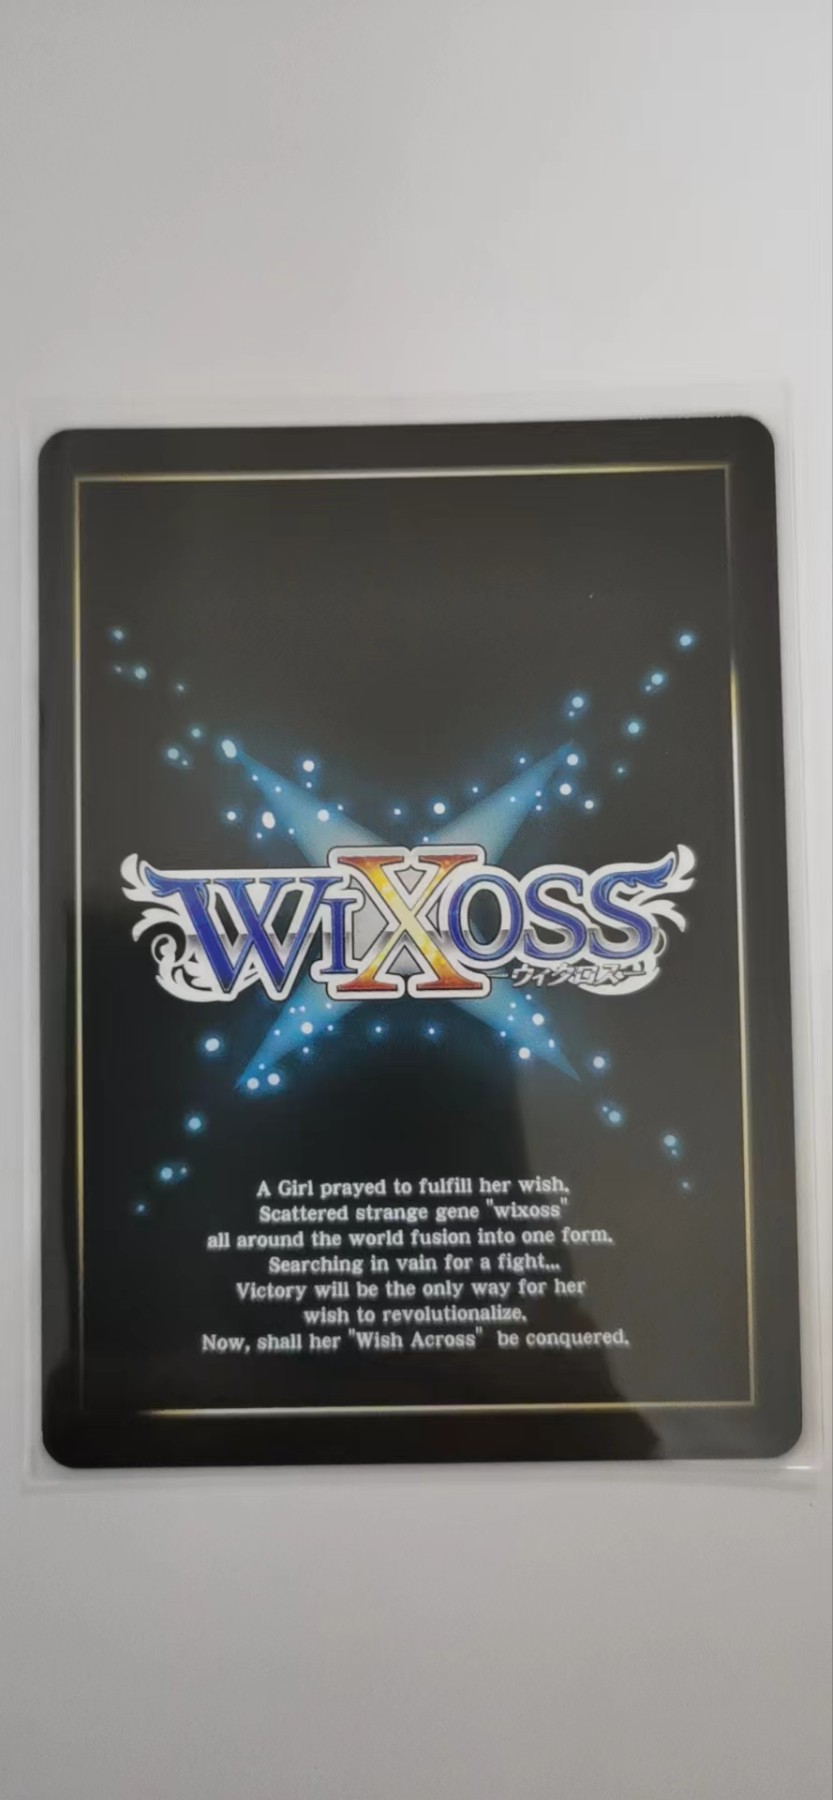 WIXOSS
ーウィクロスー
A Girl prayed to fulfill her wish.
Scattered strange gene "wixoss"
all around the world fusion into one form.
Searching in vain for a fight...
Victory will be the only way for her
wish to revolutionalize.
Now, shall her "Wish Across" be conquered.